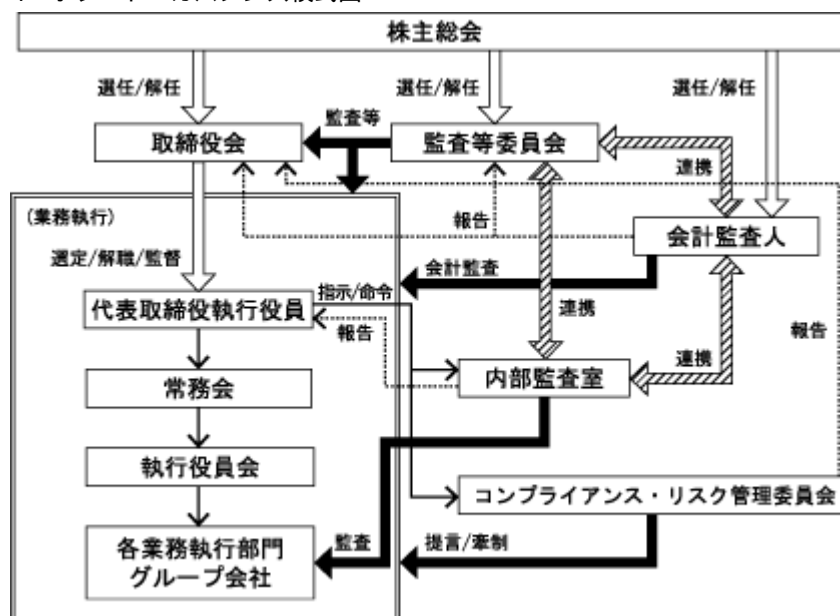 株主総会
選任/解任
選任/解任
選任/解任
監査等
取締役会
監査等委員会
連携
(業務執行)
報告
会計監査人
選定/解職/監督
会計監査
代表取締役執行役員
指示/命令
報告
連携
報告
連携
常務会
内部監査室
執行役員会
コンプライアンス・リスク管理委員会
各業務執行部門
グループ会社
監査
提言/牽制